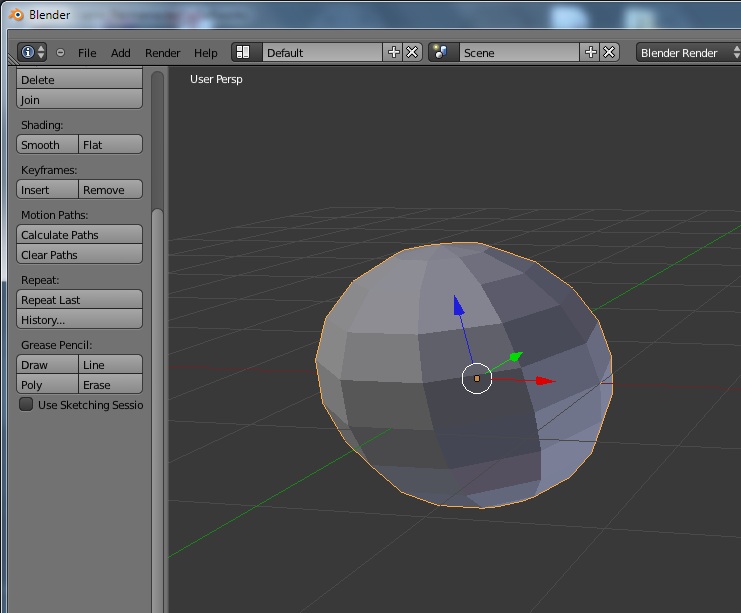 Blender
File Add Render Help Default Scene Blender Render
User Persp
Delete
Join
Shading:
Smooth Flat
Keyframes:
Insert Remove
Motion Paths:
Calculate Paths
Clear Paths
Repeat:
Repeat Last
History...
Grease Pencil:
Draw Line
Poly Erase
Use Sketching Sessio